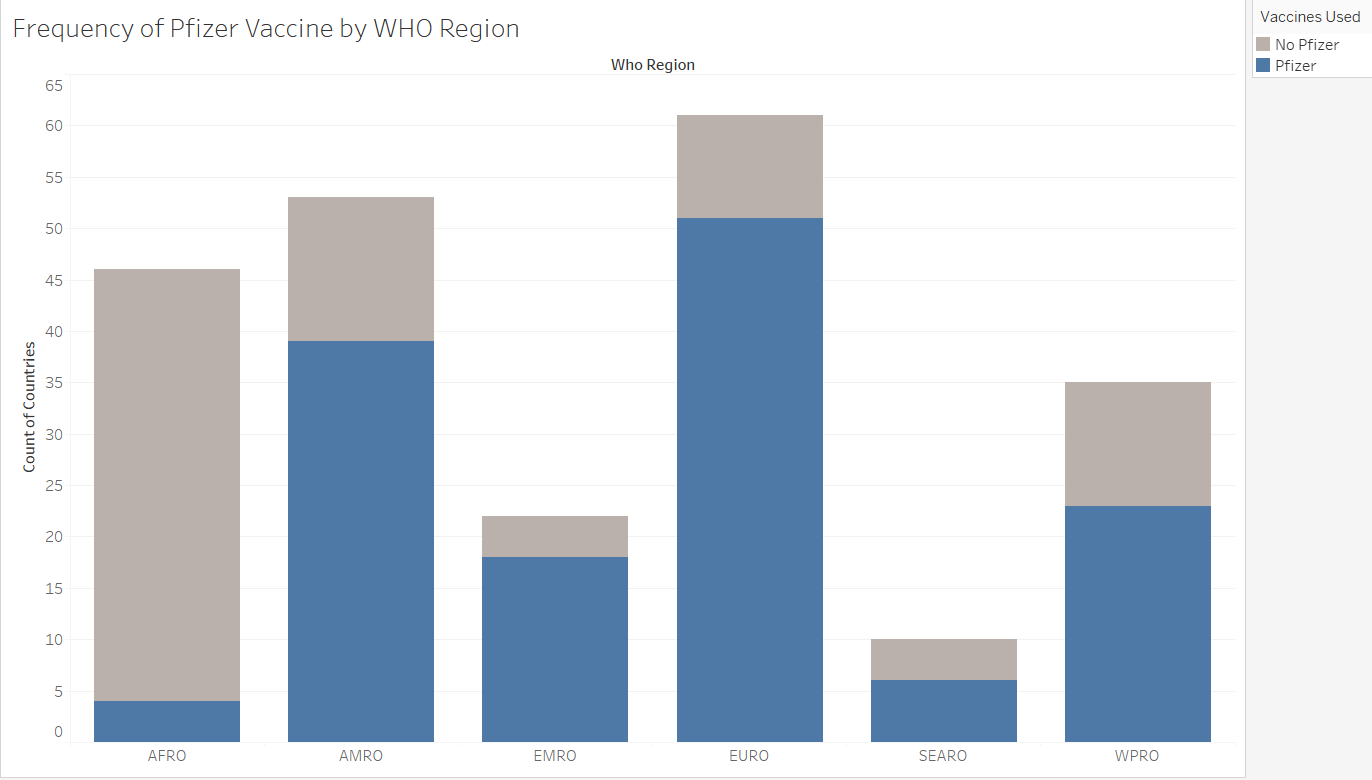 Frequency of Pfizer Vaccine by WHO Region
Vaccines Used
No Pfizer
Pfizer
Who Region
65
60
55
50
45
40
35
30
25
20
15
10
5
0
Count of Countries
AFRO AMRO EMRO EURO SEARO WPRO